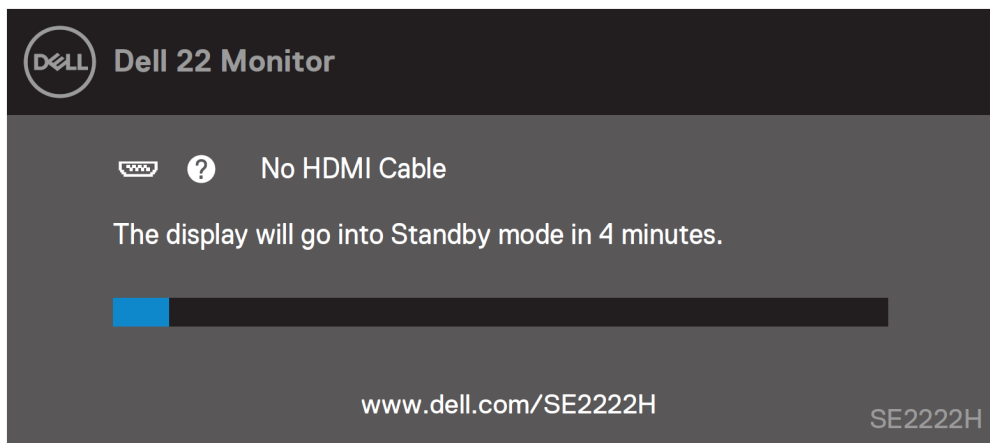 DELL
Dell 22 Monitor
? No HDMI Cable
The display will go into Standby mode in 4 minutes.
www.dell.com/SE2222H
SE2222H